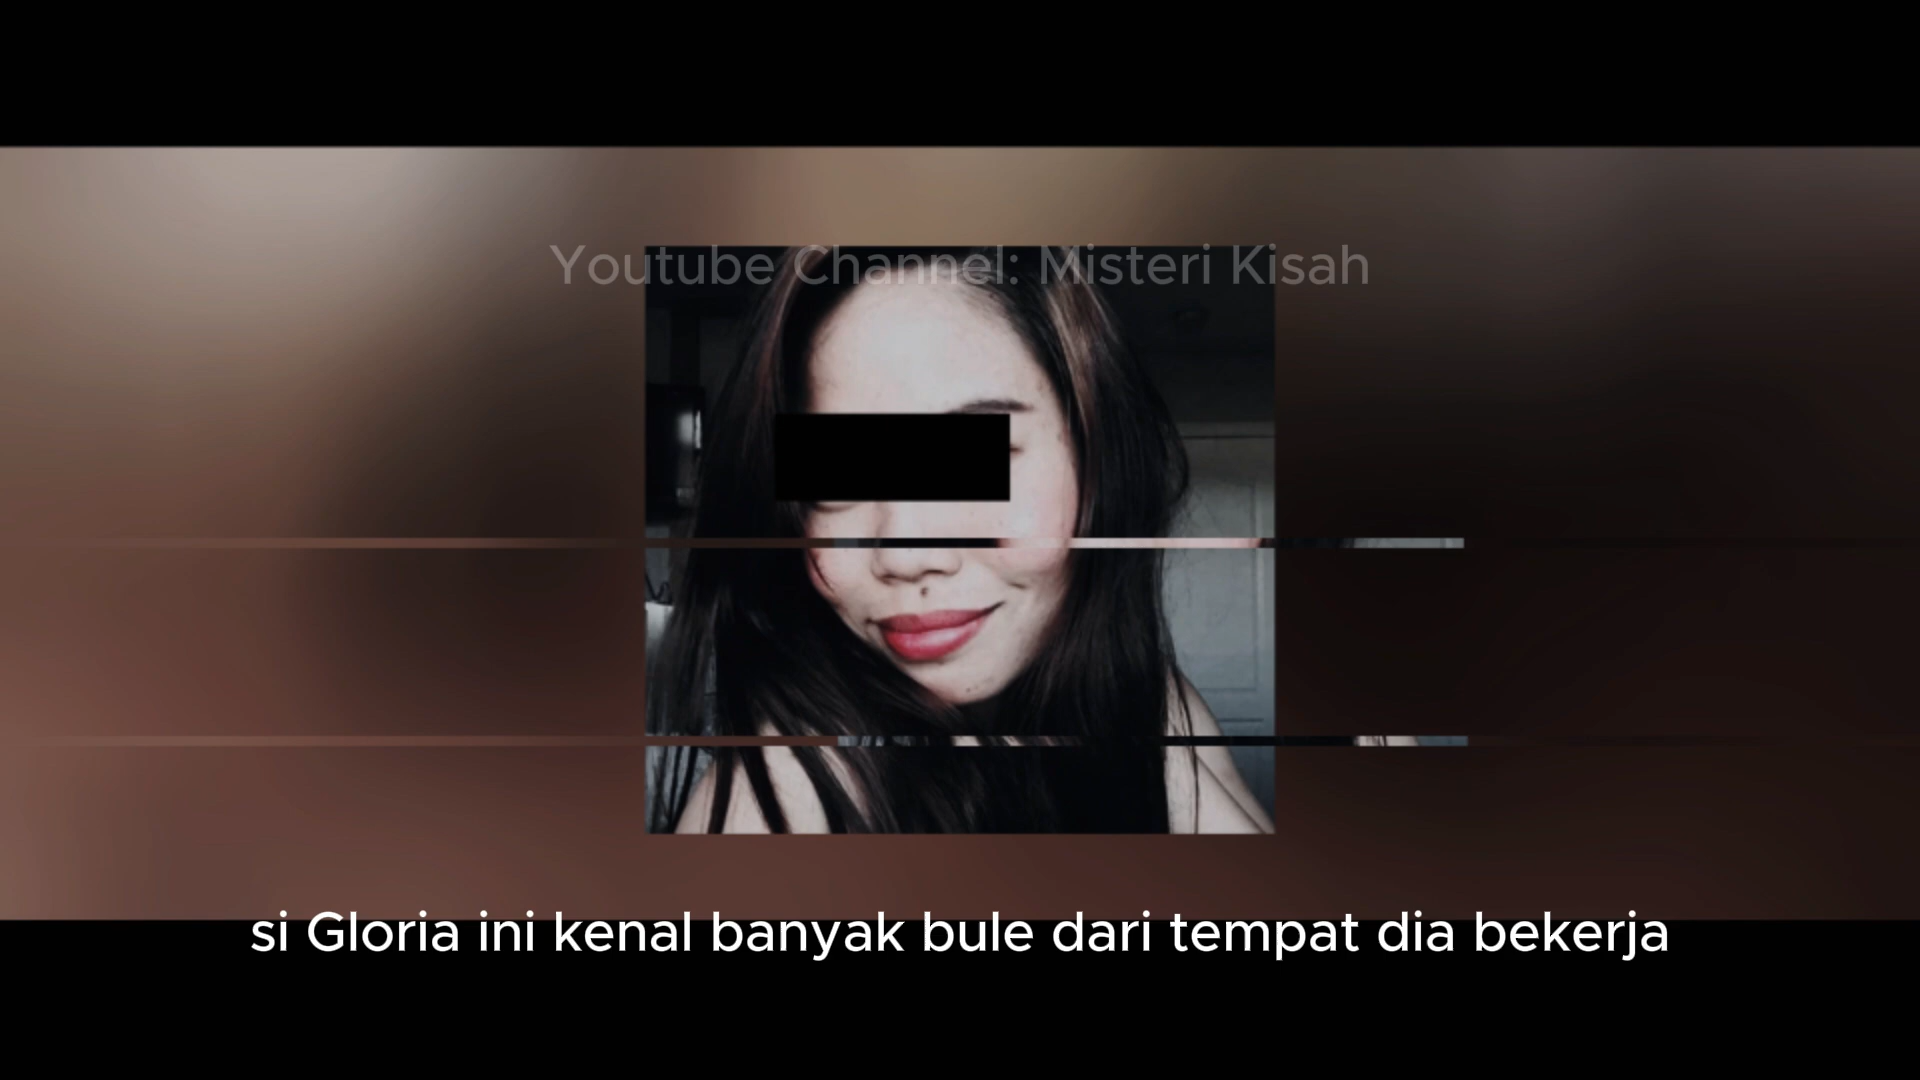 Youtube Channel: Misteri Kisah
si Gloria ini kenal banyak bule dari tempat dia bekerja